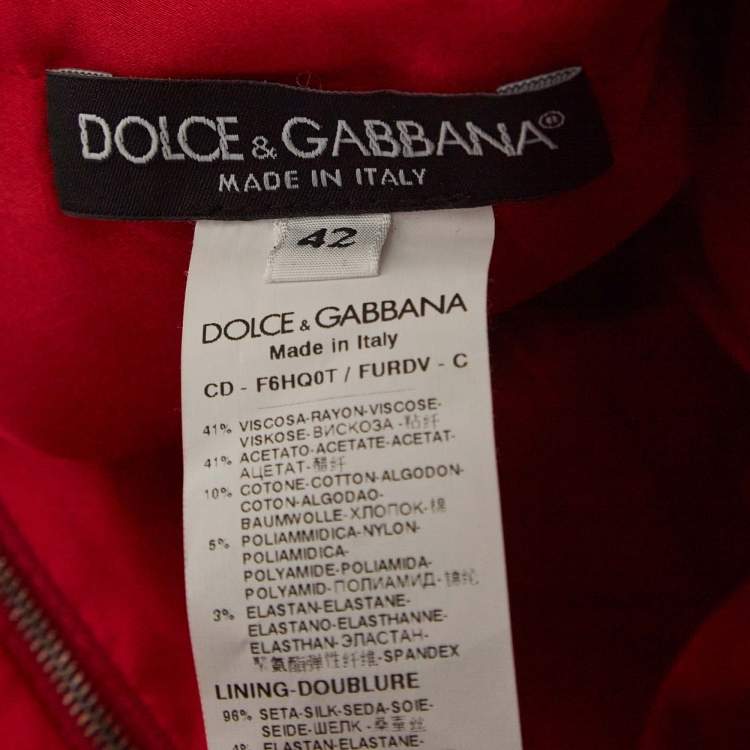 DOLCE & GABBANA®
MADE IN ITALY
42
DOLCE & GABBANA
Made in Italy
CD - F6HQ0T / FURDV - C
41% VISCOSA-RAYON-VISCOSE-
VISKOSE-ВИСКОЗА-粘纤
41% ACETATO-ACETATE-ACETAT-
АЦЕТАТ-醋纤
10% COTONE-COTTON-ALGODON-
COTON-ALGODAO-
BAUMWOLLE-ХЛОПОК-棉
5% POLIAMMIDICA-NYLON-
POLIAMIDICA-
POLYAMIDE-POLIAMIDA-
POLYAMID-ПОЛИАМИД-锦纶
3% ELASTAN-ELASTANE-
ELASTANO-ELASTHANNE-
ELASTHAN-ЭЛАСТАН-
聚氨酯弹性纤维-SPANDEX
LINING-DOUBLURE
96% SETA-SILK-SEDA-SOIE-
SEIDE-ШЕЛК-桑蚕丝